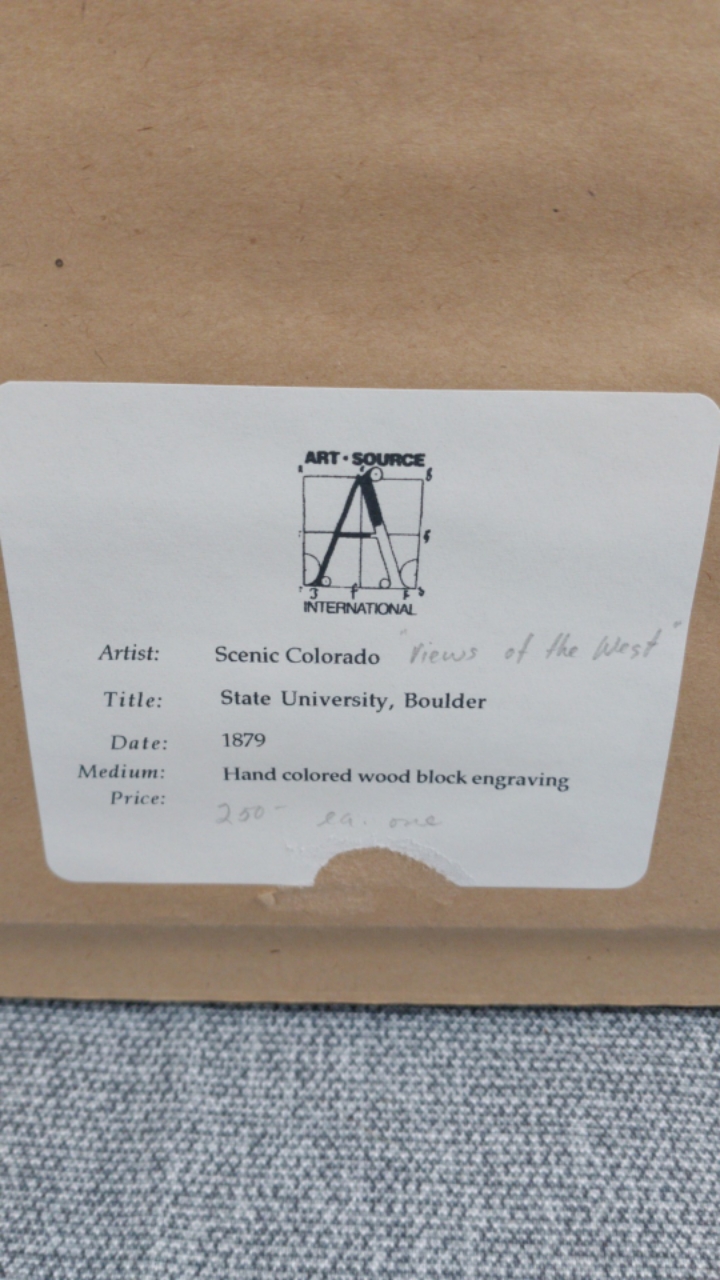 ART • SOURCE
INTERNATIONAL
Artist: Scenic Colorado "Views of the West"
Title: State University, Boulder
Date: 1879
Medium: Hand colored wood block engraving
Price: 250- ea. one